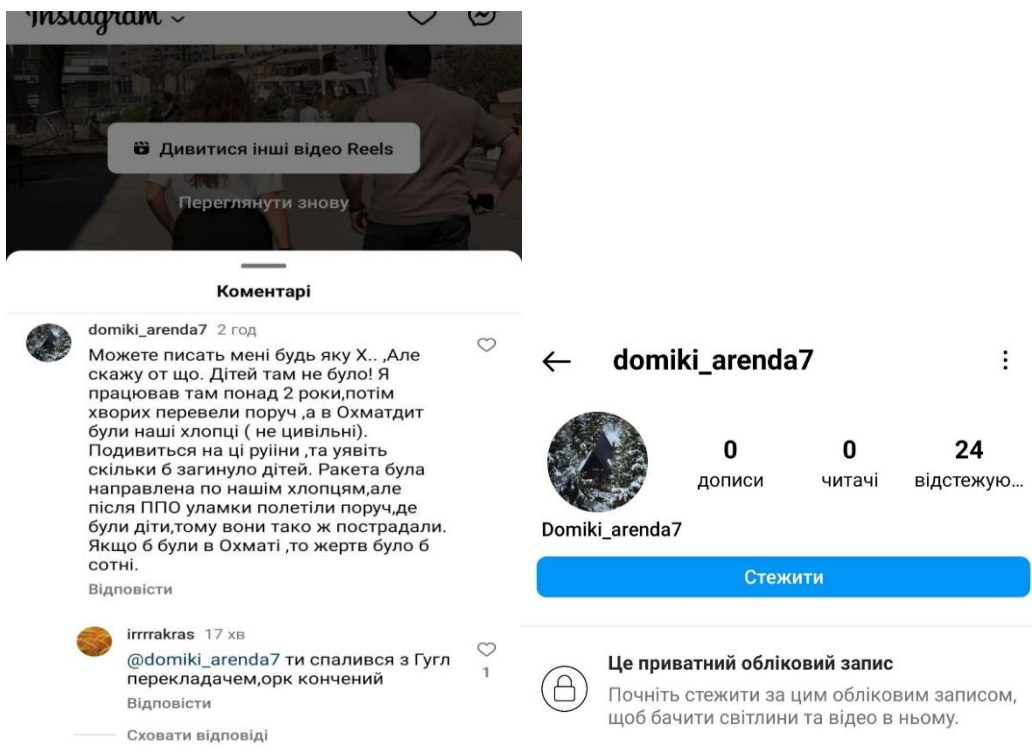 Instagram
Дивитися інші відео Reels
Переглянути знову
Коментарі
domiki_arenda7 2 год
Можете писать мені будь яку Х.. ,Але
скажу от що. Дітей там не було! Я
працював там понад 2 роки,потім
хворих перевели поруч ,а в Охматдит
були наші хлопці ( не цивільні).
Подивиться на ці руїіни ,та уявіть
скільки б загинуло дітей. Ракета була
направлена по нашім хлопцям,але
після ППО уламки полетіли поруч,де
були діти,тому вони тако ж пострадали.
Якщо б були в Охматі ,то жертв було б
сотні.
Відповісти
irrrrakras 17 хв
@domiki_arenda7 ти спалився з Гугл
перекладачем,орк кончений
1
Відповісти
Сховати відповіді
domiki_arenda7
0 0 24
дописи читачі відстежую...
Domiki_arenda7
Стежити
Це приватний обліковий запис
Почніть стежити за цим обліковим записом,
щоб бачити світлини та відео в ньому.